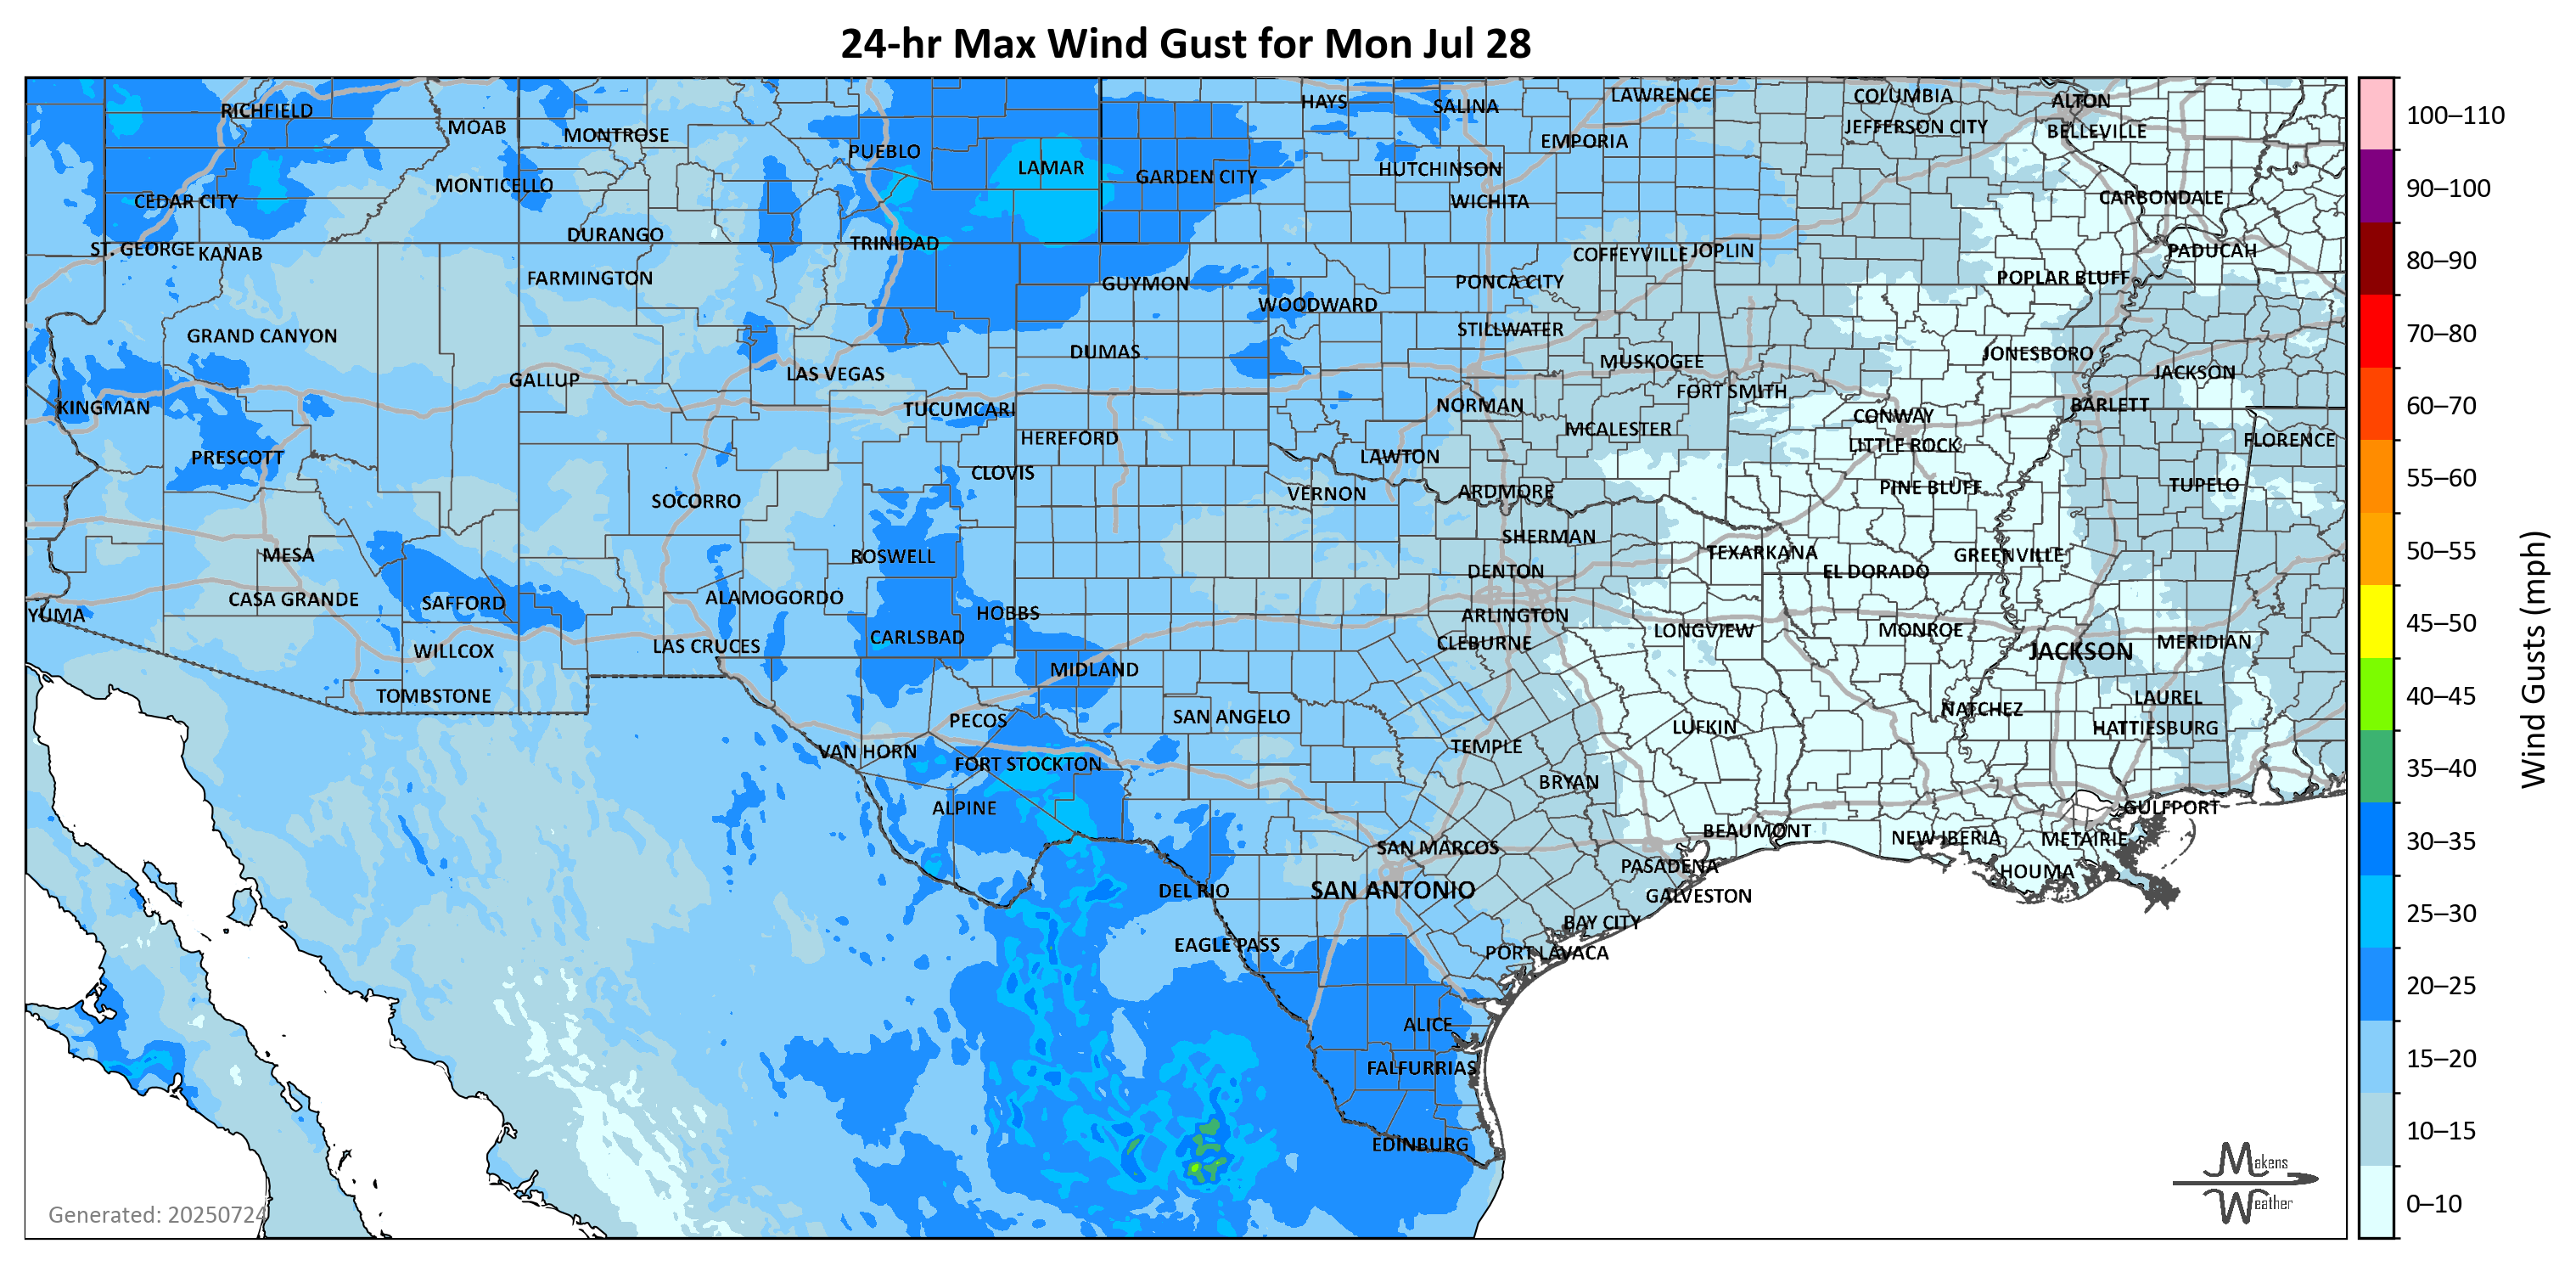 24-hr Max Wind Gust for Mon Jul 28
RICHFIELD
MOAB
MONTROSE
PUEBLO
LAMAR
GARDEN CITY
HAYS
SALINA
LAWRENCE
EMPORIA
HUTCHINSON
WICHITA
COLUMBIA
JEFFERSON CITY
ALTON
BELLEVILLE
CARBONDALE
PADUCAH
CEDAR CITY
MONTICELLO
ST. GEORGE
KANAB
DURANGO
TRINIDAD
FARMINGTON
GUYMON
WOODWARD
PONCA CITY
COFFEYVILLE
JOPLIN
POPLAR BLUFF
GRAND CANYON
STILLWATER
DUMAS
MUSKOGEE
JONESBORO
JACKSON
KINGMAN
GALLUP
LAS VEGAS
TUCUMCARI
NORMAN
FORT SMITH
CONWAY
BARLETT
HEREFORD
MCALESTER
LITTLE ROCK
FLORENCE
PRESCOTT
CLOVIS
LAWTON
SOCORRO
VERNON
ARDMORE
PINE BLUFF
TUPELO
MESA
ROSWELL
SHERMAN
TEXARKANA
GREENVILLE
DENTON
EL DORADO
YUMA
CASA GRANDE
SAFFORD
ALAMOGORDO
HOBBS
ARLINGTON
WILLCOX
LAS CRUCES
CARLSBAD
CLEBURNE
LONGVIEW
MONROE
JACKSON
MERIDIAN
MIDLAND
TOMBSTONE
PECOS
SAN ANGELO
LAUREL
NATCHEZ
HATTIESBURG
LUFKIN
VAN HORN
FORT STOCKTON
TEMPLE
BRYAN
ALPINE
GULFPORT
SAN MARCOS
BEAUMONT
NEW IBERIA
METAIRIE
PASADENA
HOUMA
DEL RIO
SAN ANTONIO
GALVESTON
BAY CITY
EAGLE PASS
PORT LAVACA
ALICE
FALFURRIAS
EDINBURG
Generated: 20250724
Makens
Weather
100–110
90–100
80–90
70–80
60–70
55–60
50–55
45–50
40–45
35–40
30–35
25–30
20–25
15–20
10–15
0–10
Wind Gusts (mph)